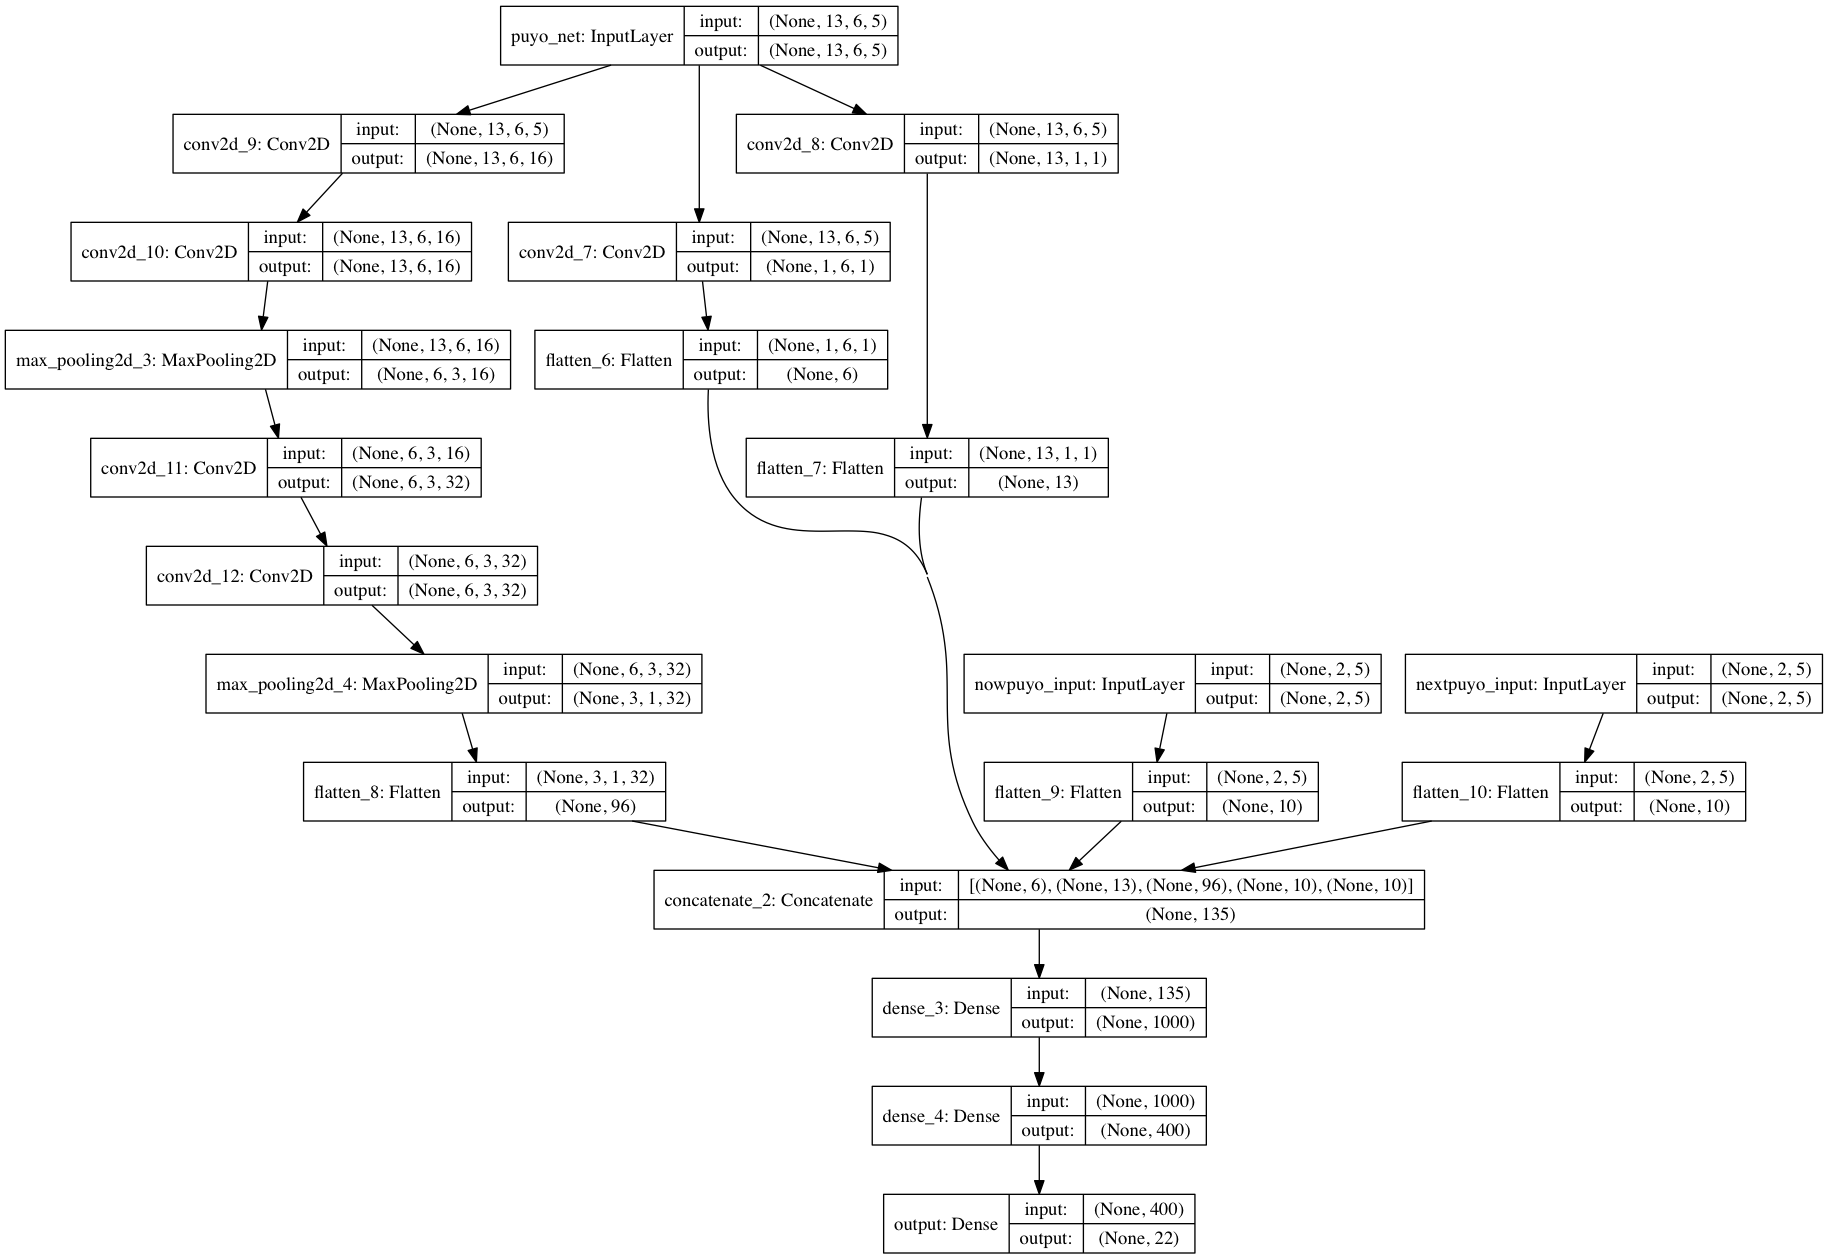 puyo_net: InputLayer
input: (None, 13, 6, 5)
output: (None, 13, 6, 5)
conv2d_9: Conv2D
input: (None, 13, 6, 5)
output: (None, 13, 6, 16)
conv2d_8: Conv2D
input: (None, 13, 6, 5)
output: (None, 13, 1, 1)
conv2d_10: Conv2D
input: (None, 13, 6, 16)
output: (None, 13, 6, 16)
conv2d_7: Conv2D
input: (None, 13, 6, 5)
output: (None, 1, 6, 1)
max_pooling2d_3: MaxPooling2D
input: (None, 13, 6, 16)
output: (None, 6, 3, 16)
flatten_6: Flatten
input: (None, 1, 6, 1)
output: (None, 6)
conv2d_11: Conv2D
input: (None, 6, 3, 16)
output: (None, 6, 3, 32)
flatten_7: Flatten
input: (None, 13, 1, 1)
output: (None, 13)
conv2d_12: Conv2D
input: (None, 6, 3, 32)
output: (None, 6, 3, 32)
max_pooling2d_4: MaxPooling2D
input: (None, 6, 3, 32)
output: (None, 3, 1, 32)
nowpuyo_input: InputLayer
input: (None, 2, 5)
output: (None, 2, 5)
nextpuyo_input: InputLayer
input: (None, 2, 5)
output: (None, 2, 5)
flatten_8: Flatten
input: (None, 3, 1, 32)
output: (None, 96)
flatten_9: Flatten
input: (None, 2, 5)
output: (None, 10)
flatten_10: Flatten
input: (None, 2, 5)
output: (None, 10)
concatenate_2: Concatenate
input: [(None, 6), (None, 13), (None, 96), (None, 10), (None, 10)]
output: (None, 135)
dense_3: Dense
input: (None, 135)
output: (None, 1000)
dense_4: Dense
input: (None, 1000)
output: (None, 400)
output: Dense
input: (None, 400)
output: (None, 22)